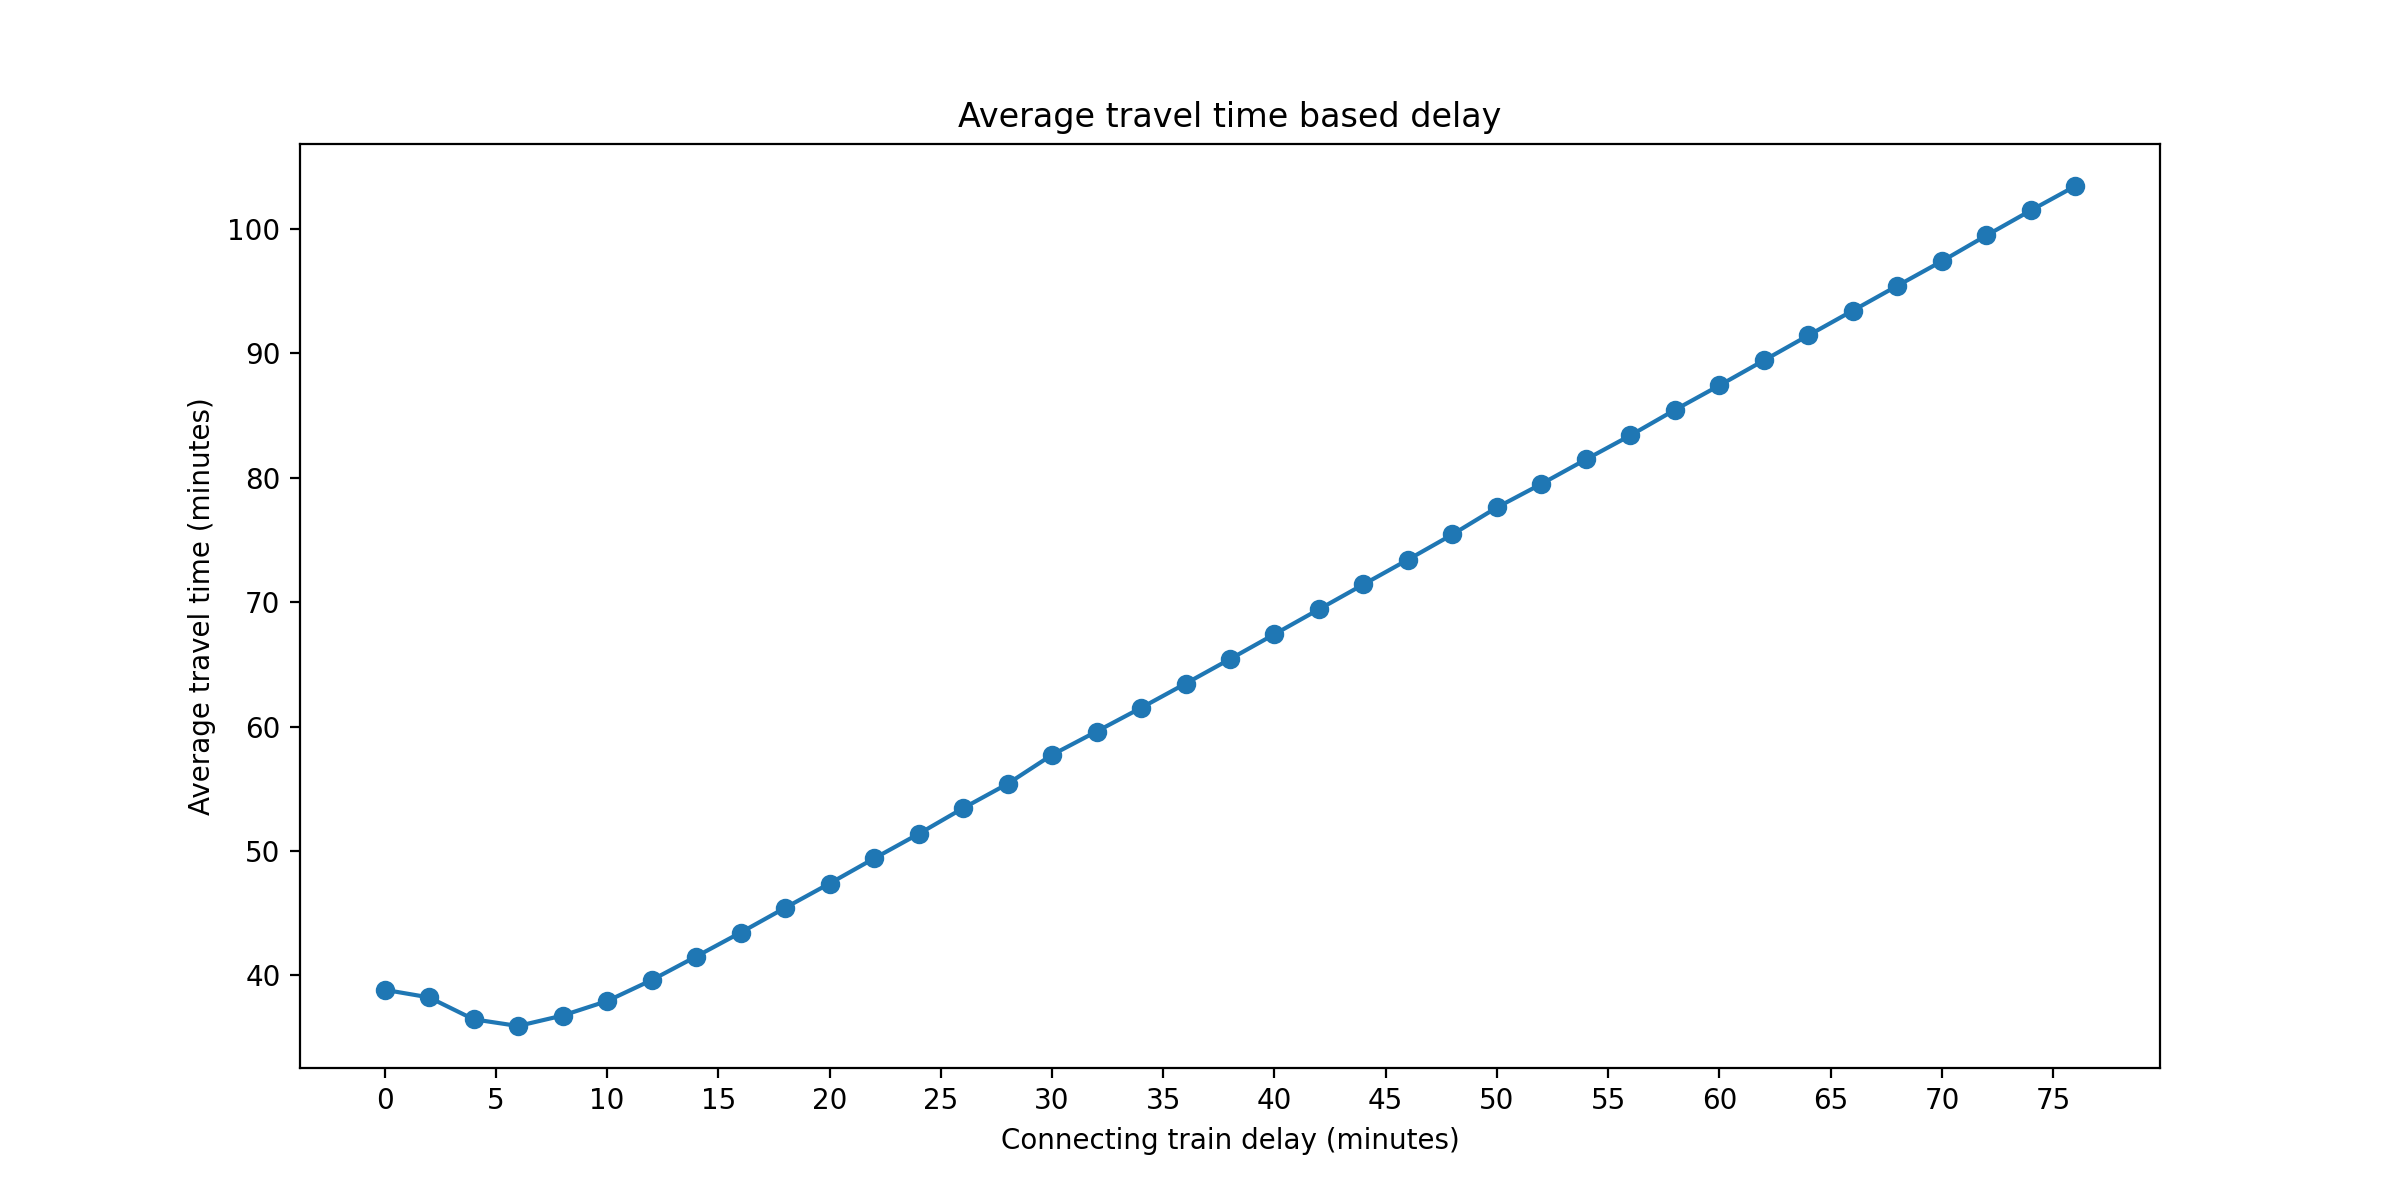 Average travel time based delay
Average travel time (minutes)
100
90
80
70
60
50
40
0 5 10 15 20 25 30 35 40 45 50 55 60 65 70 75
Connecting train delay (minutes)